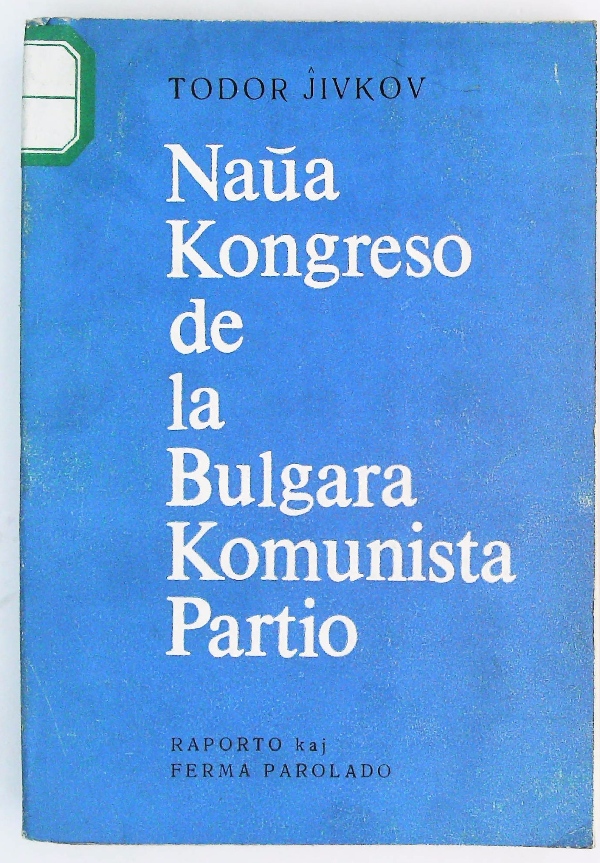 TODOR ĴIVKOV
Naŭa
Kongreso
de
la
Bulgara
Komunista
Partio
RAPORTO kaj
FERMA PAROLADO